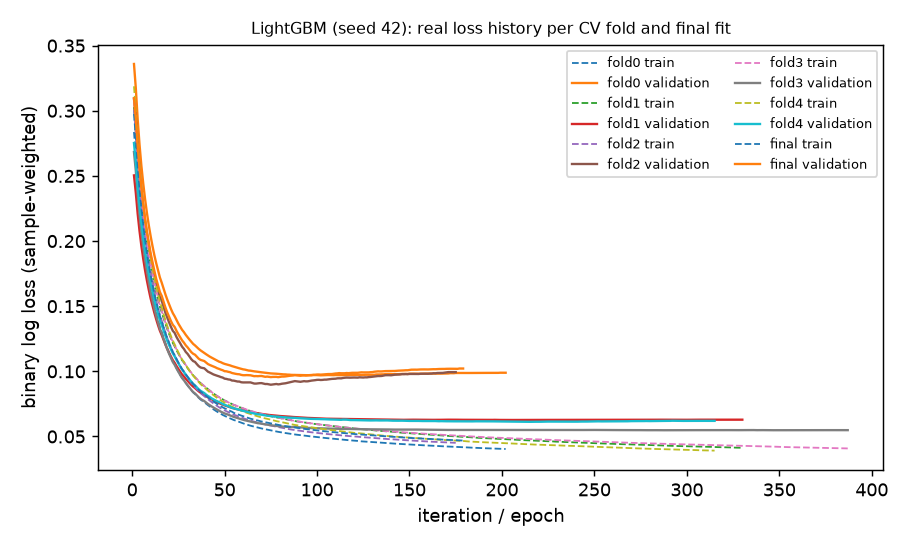 LightGBM (seed 42): real loss history per CV fold and final fit
0.35
0.30
0.25
0.20
0.15
0.10
0.05
binary log loss (sample-weighted)
fold0 train
fold0 validation
fold1 train
fold1 validation
fold2 train
fold2 validation
fold3 train
fold3 validation
fold4 train
fold4 validation
final train
final validation
0 50 100 150 200 250 300 350 400
iteration / epoch